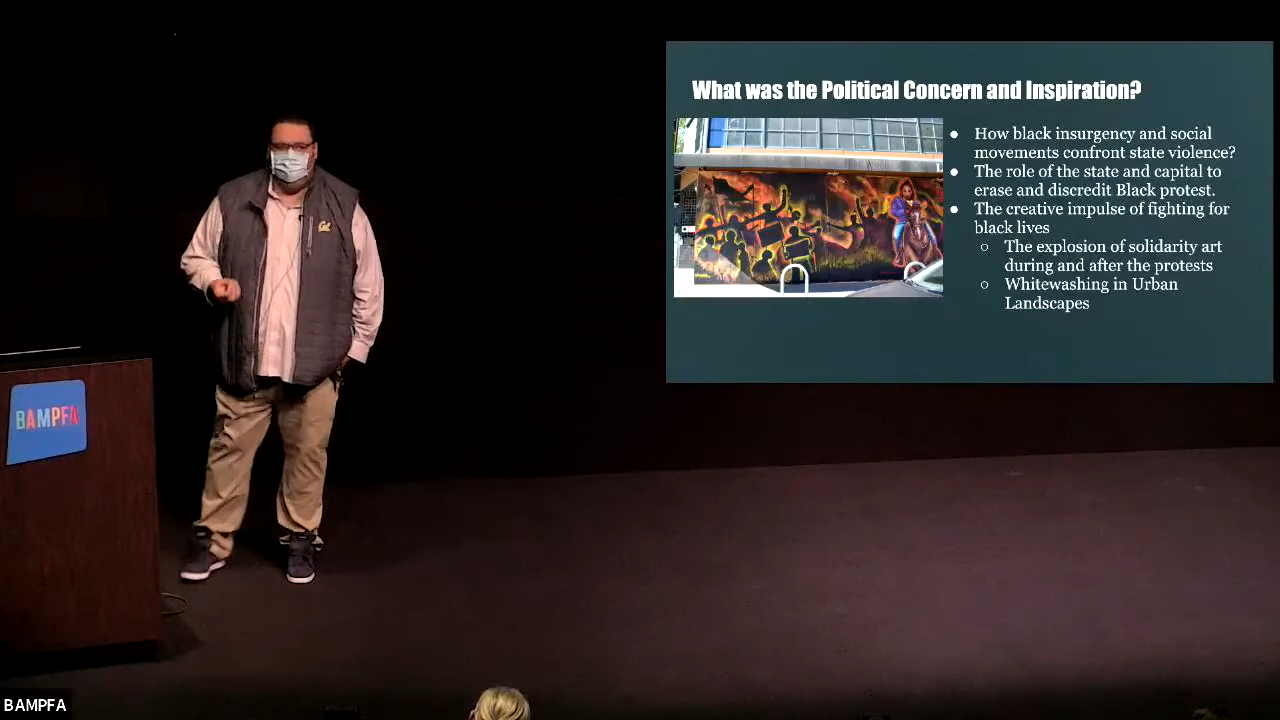 What was the Political Concern and Inspiration?
● How black insurgency and social
movements confront state violence?
● The role of the state and capital to
erase and discredit Black protest.
● The creative impulse of fighting for
black lives
○ The explosion of solidarity art
during and after the protests
○ Whitewashing in Urban
Landscapes
Cal
BAMPFA
BAMPFA